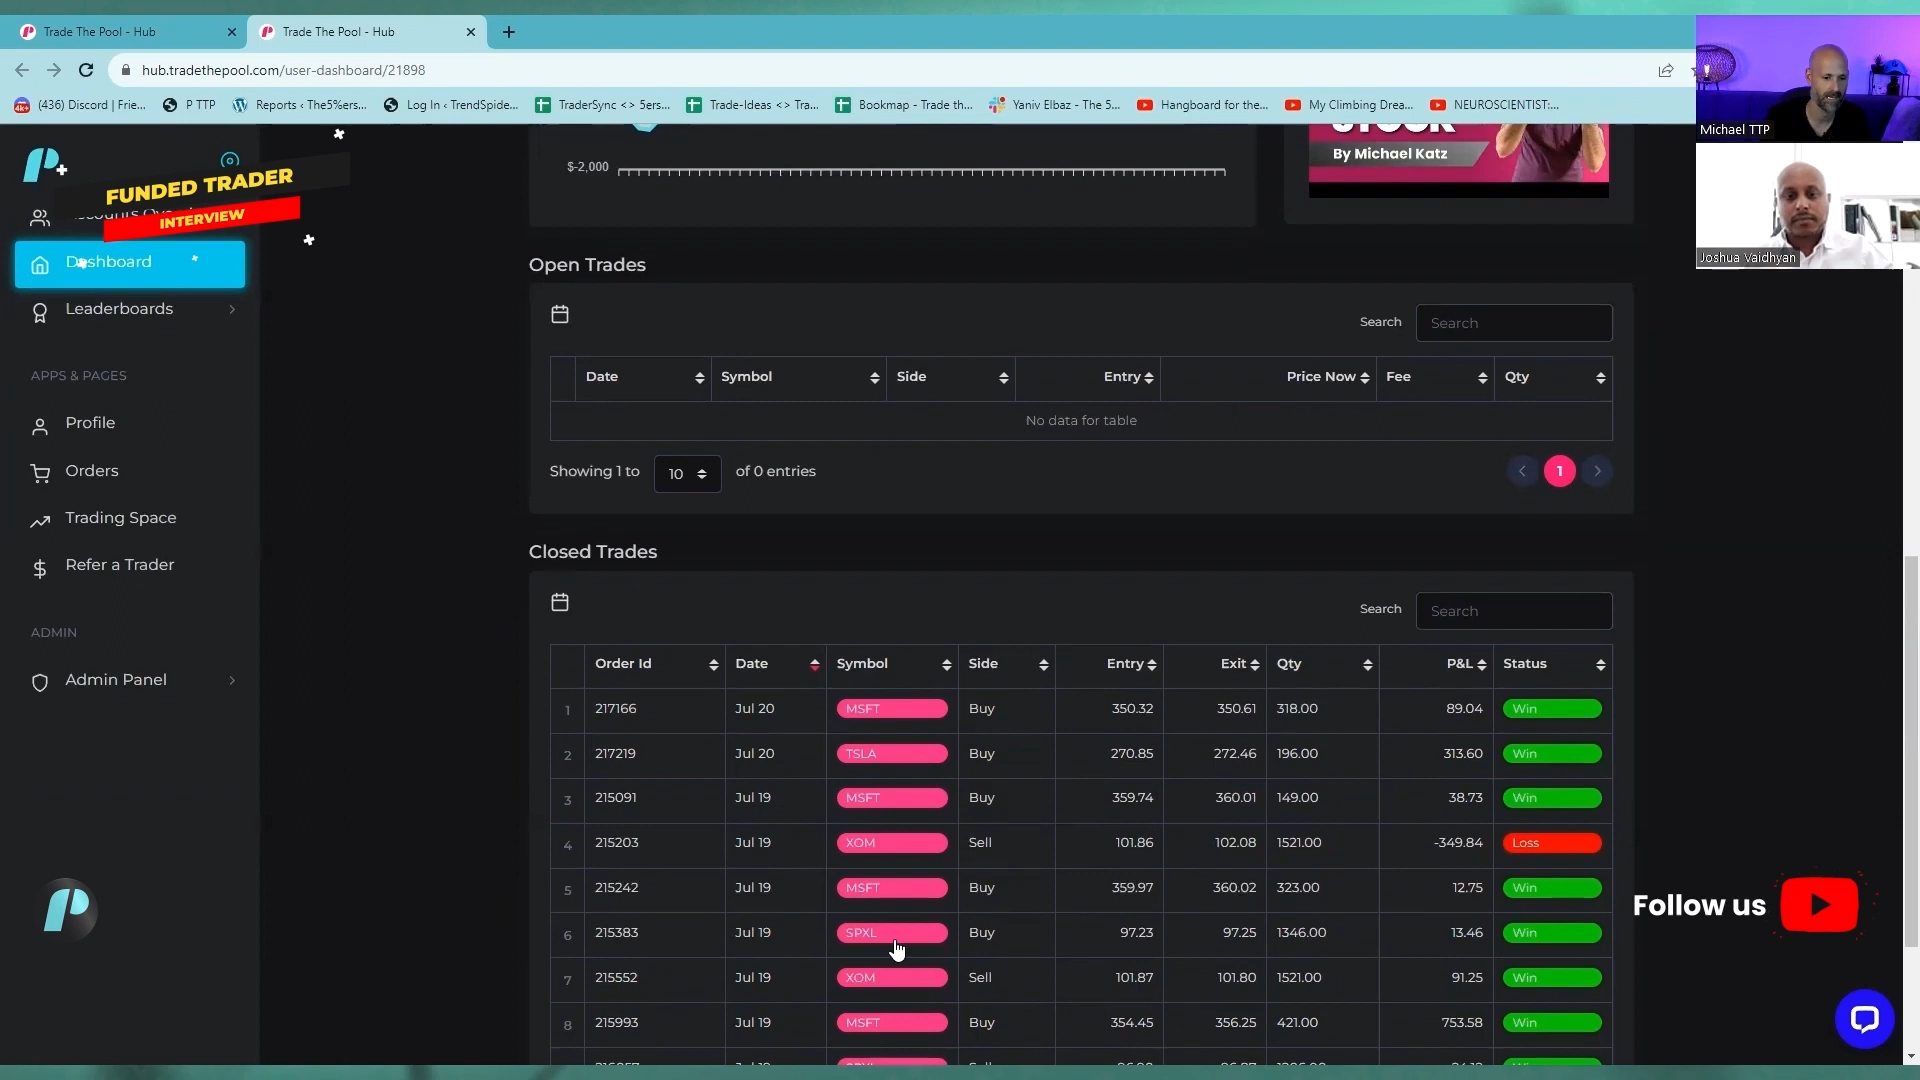 Trade The Pool - Hub
Trade The Pool - Hub
hub.tradethepool.com/user-dashboard/21898
(436) Discord | Frie...
P TTP
Reports ‹ The5%ers...
Log In ‹ TrendSpide...
TraderSync <> 5ers...
Trade-Ideas <> Tra...
Bookmap - Trade th...
Yaniv Elbaz - The 5...
Hangboard for the...
My Climbing Drea...
NEUROSCIENTIST:...
Michael TTP
Joshua Vaidhyan
FUNDED TRADER
INTERVIEW
Dashboard
Leaderboards
APPS & PAGES
Profile
Orders
Trading Space
Refer a Trader
ADMIN
Admin Panel
$-2,000
STOCK
By Michael Katz
Open Trades
Search Search
Date Symbol Side Entry Price Now Fee Qty
No data for table
Showing 1 to 10 of 0 entries
1
Closed Trades
Search Search
Order Id Date Symbol Side Entry Exit Qty P&L Status
1 217166 Jul 20 MSFT Buy 350.32 350.61 318.00 89.04 Win
2 217219 Jul 20 TSLA Buy 270.85 272.46 196.00 313.60 Win
3 215091 Jul 19 MSFT Buy 359.74 360.01 149.00 38.73 Win
4 215203 Jul 19 XOM Sell 101.86 102.08 1521.00 -349.84 Loss
5 215242 Jul 19 MSFT Buy 359.97 360.02 323.00 12.75 Win
6 215383 Jul 19 SPXL Buy 97.23 97.25 1346.00 13.46 Win
7 215552 Jul 19 XOM Sell 101.87 101.80 1521.00 91.25 Win
8 215993 Jul 19 MSFT Buy 354.45 356.25 421.00 753.58 Win
Follow us